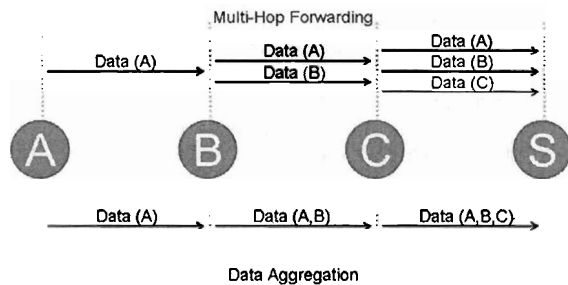 Multi-Hop Forwarding
Data (A)
Data (A)
Data (A)
Data (B)
Data (B)
Data (C)
A
B
C
S
Data (A)
Data (A,B)
Data (A,B,C)
Data Aggregation